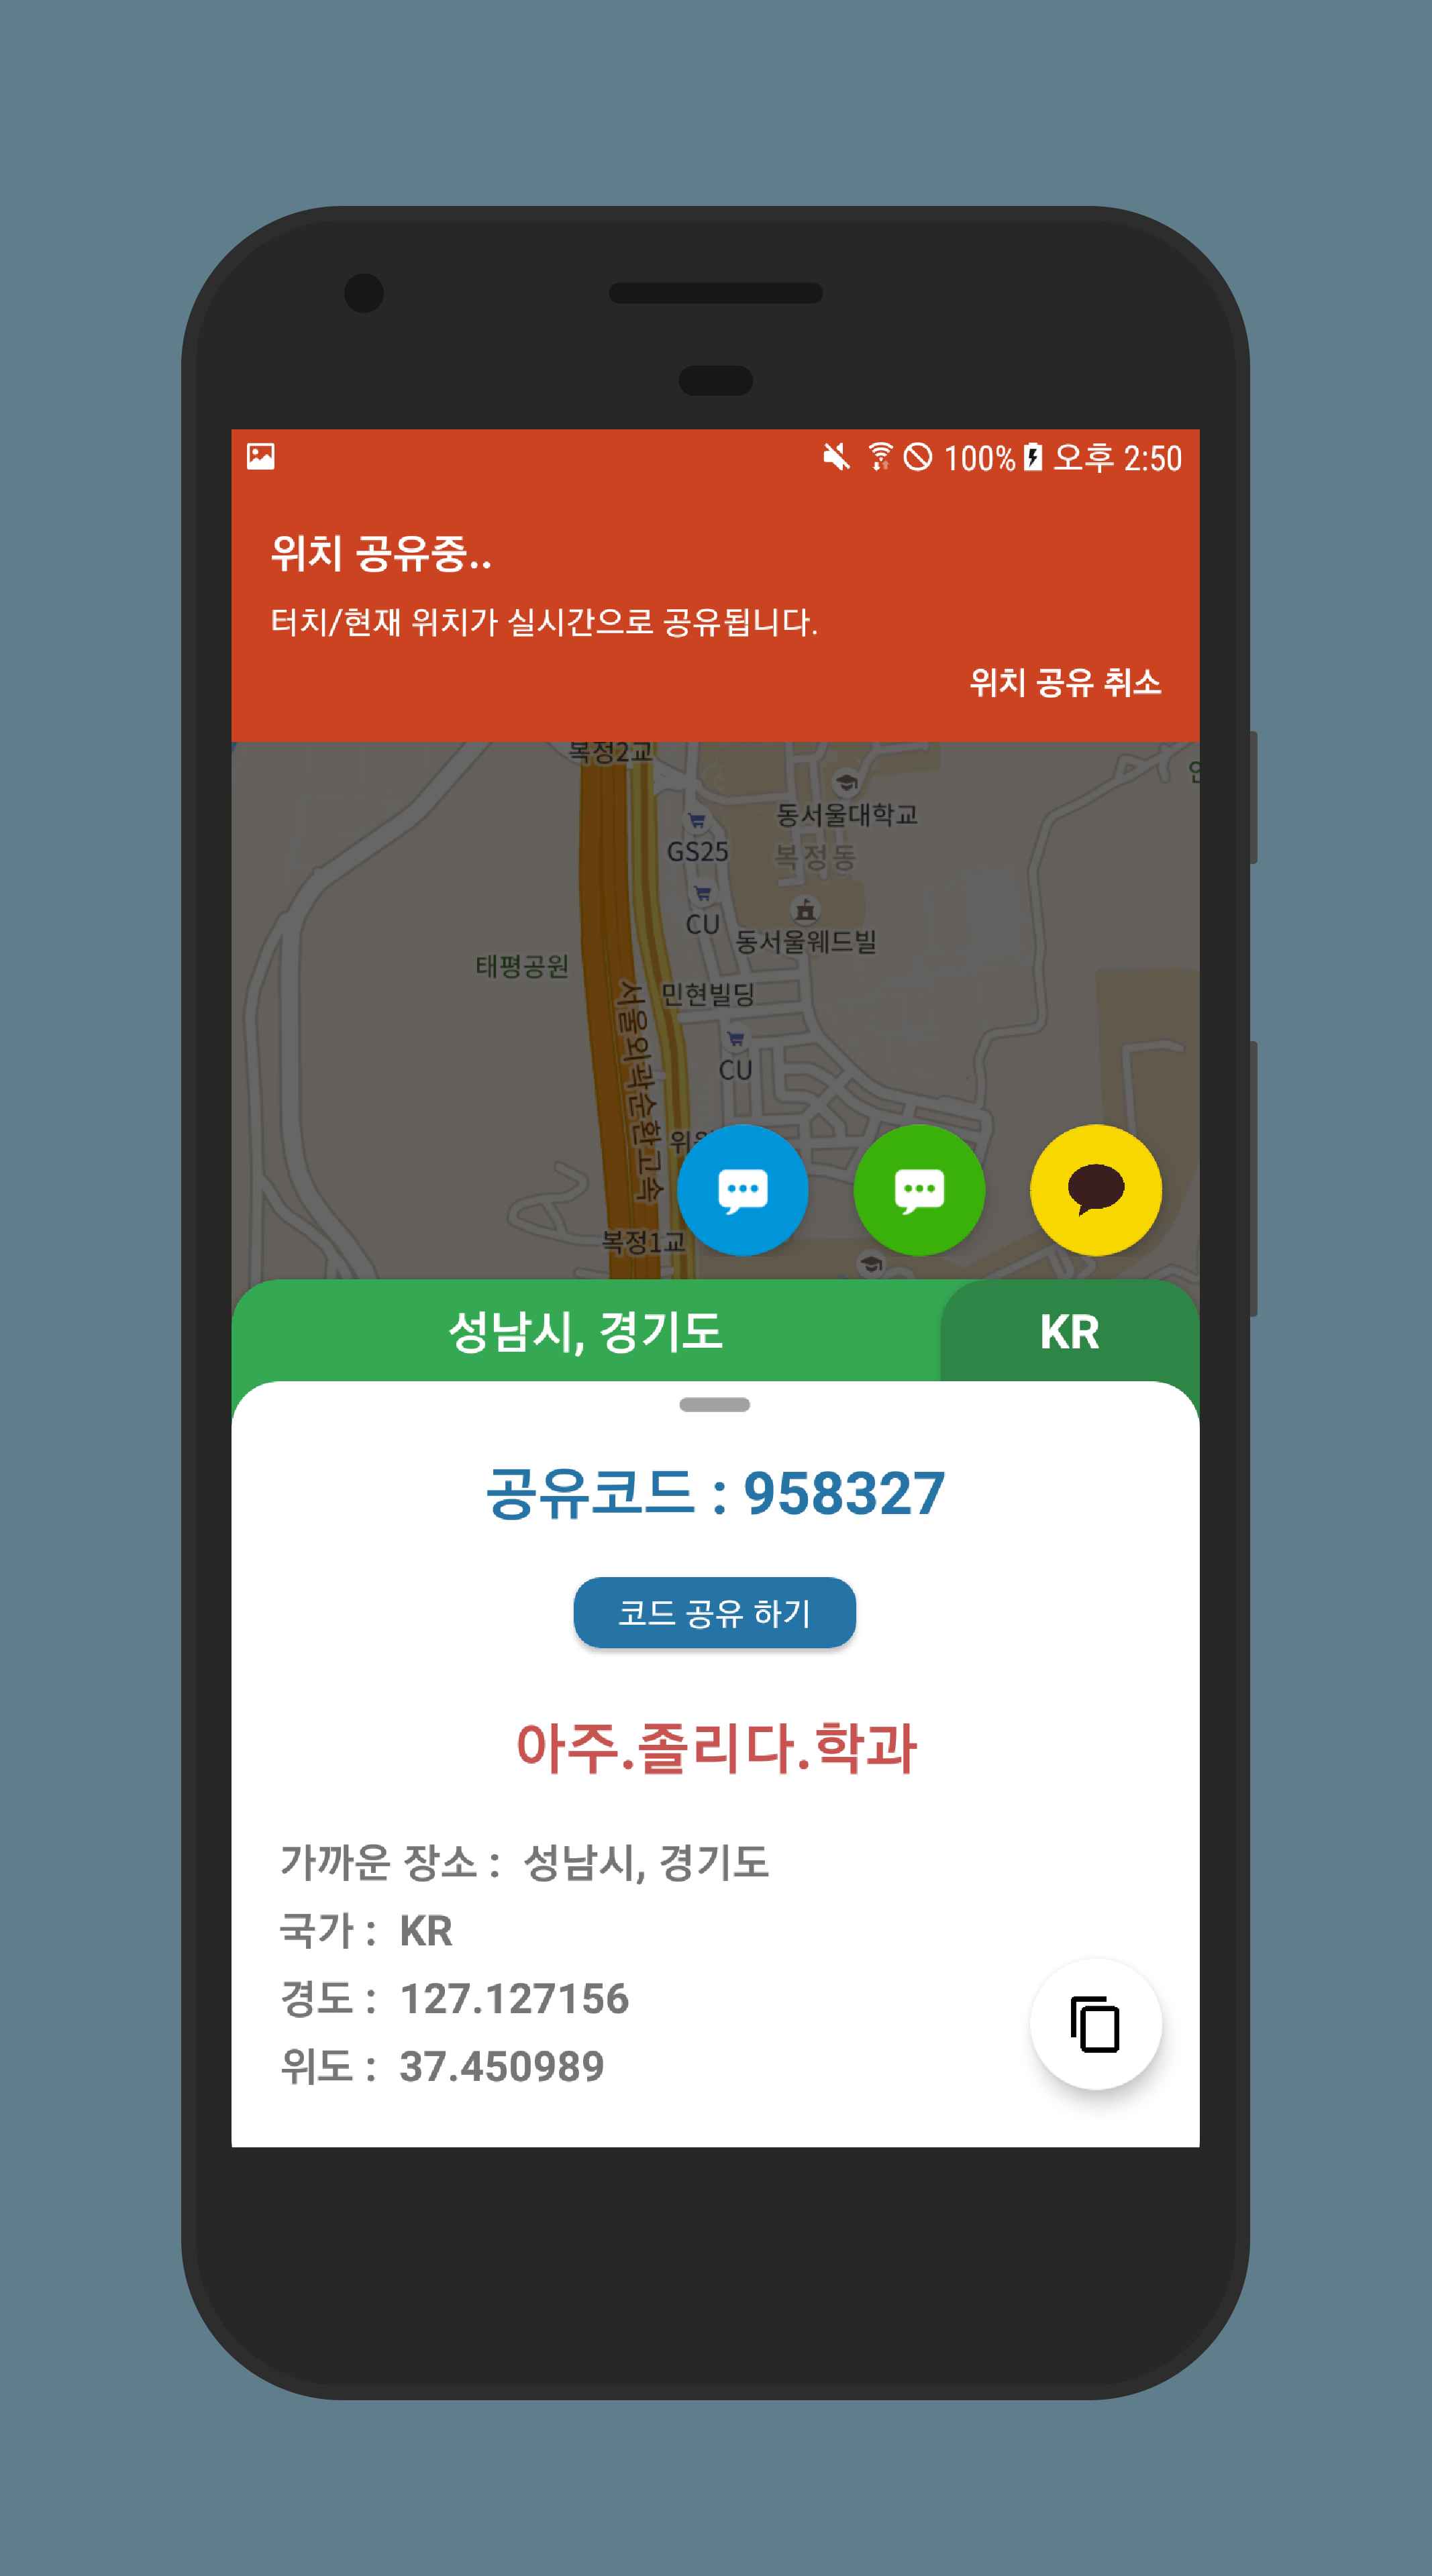 100% 오후 2:50
위치 공유중..
터치/현재 위치가 실시간으로 공유됩니다.
위치 공유 취소
복정2교
동서울대학교
GS25
복정동
CU
동서울웨드빌
태평공원
민현빌딩
서울외곽순환고속
CU
복정1교
성남시, 경기도
KR
공유코드 : 958327
코드 공유 하기
아주.졸리다.학과
가까운 장소 : 성남시, 경기도
국가 : KR
경도 : 127.127156
위도 : 37.450989